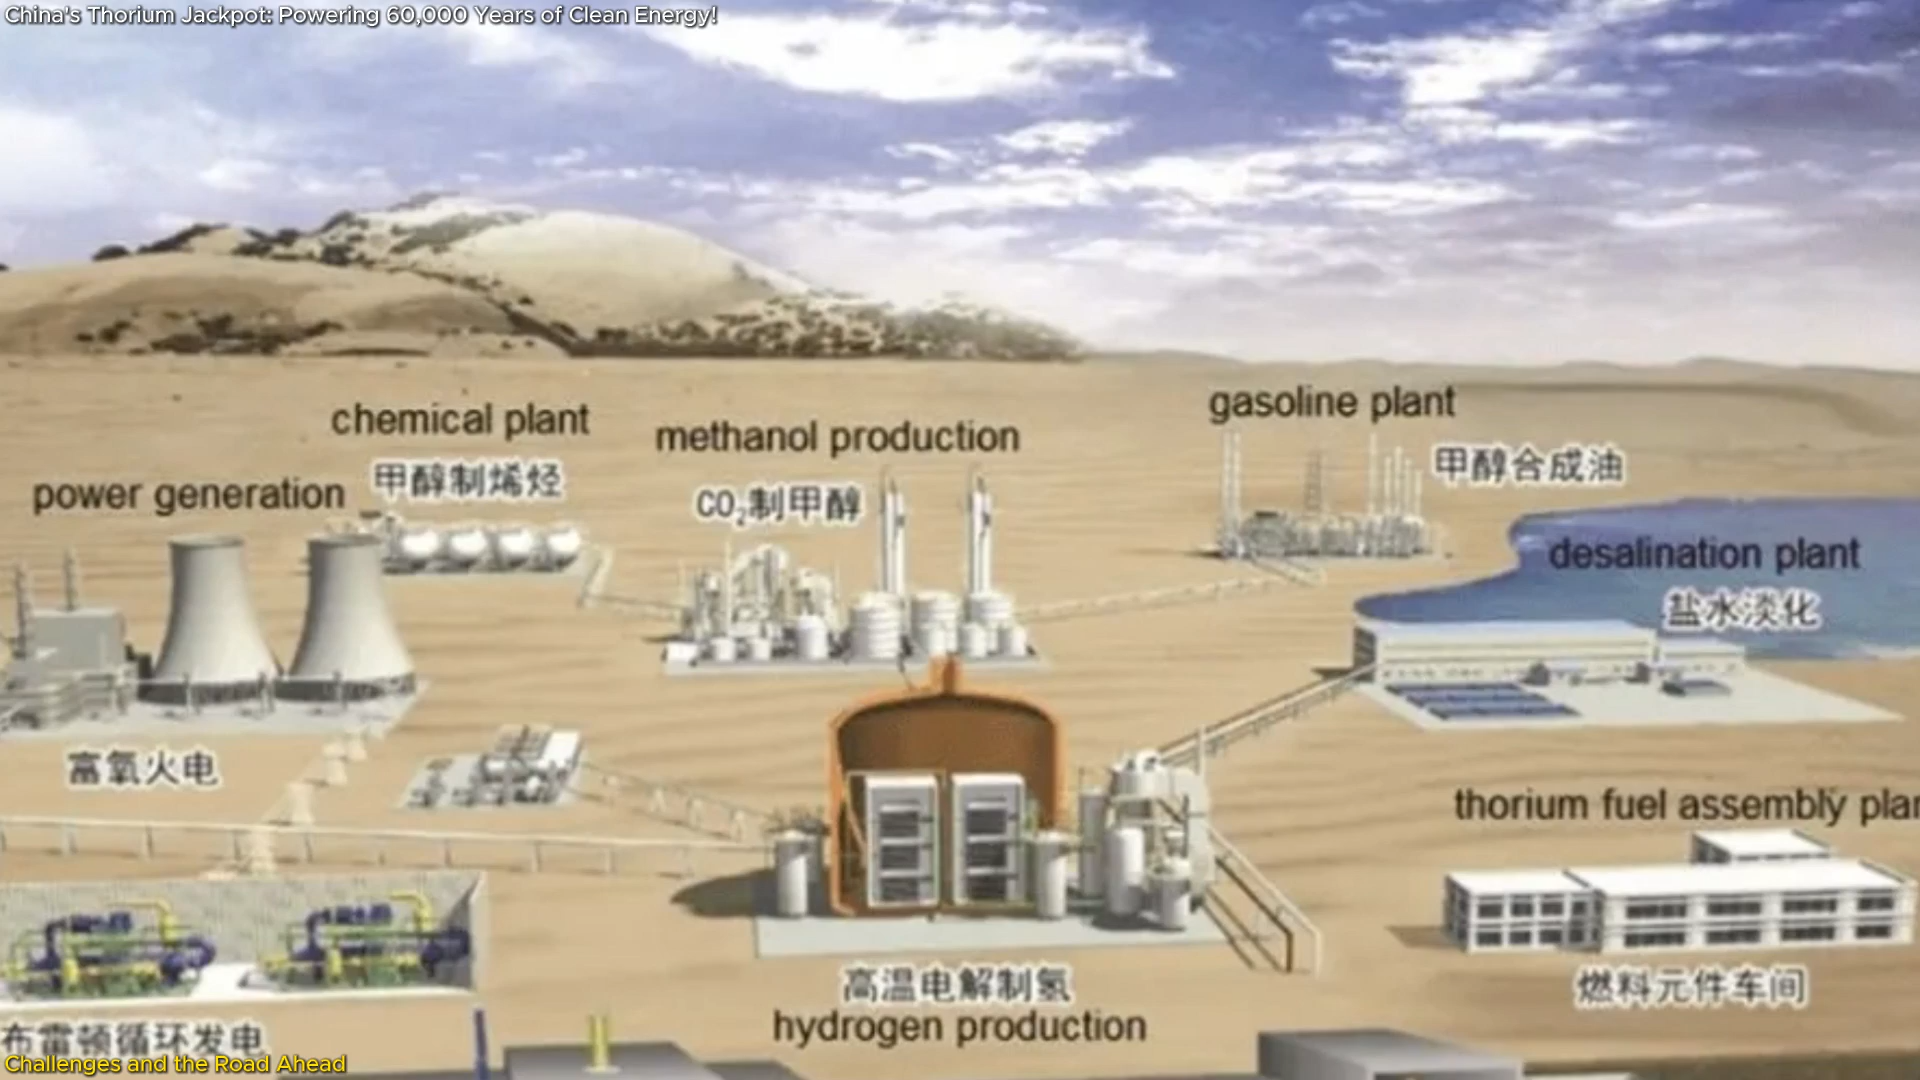 China's Thorium Jackpot: Powering 60,000 Years of Clean Energy!
gasoline plant
chemical plant
methanol production
甲醇合成油
甲醇制烯烃
power generation
CO₂制甲醇
desalination plant
盐水淡化
富氧火电
thorium fuel assembly plan
燃料元件车间
高温电解制氢
hydrogen production
布雷顿循环发电
Challenges and the Road Ahead